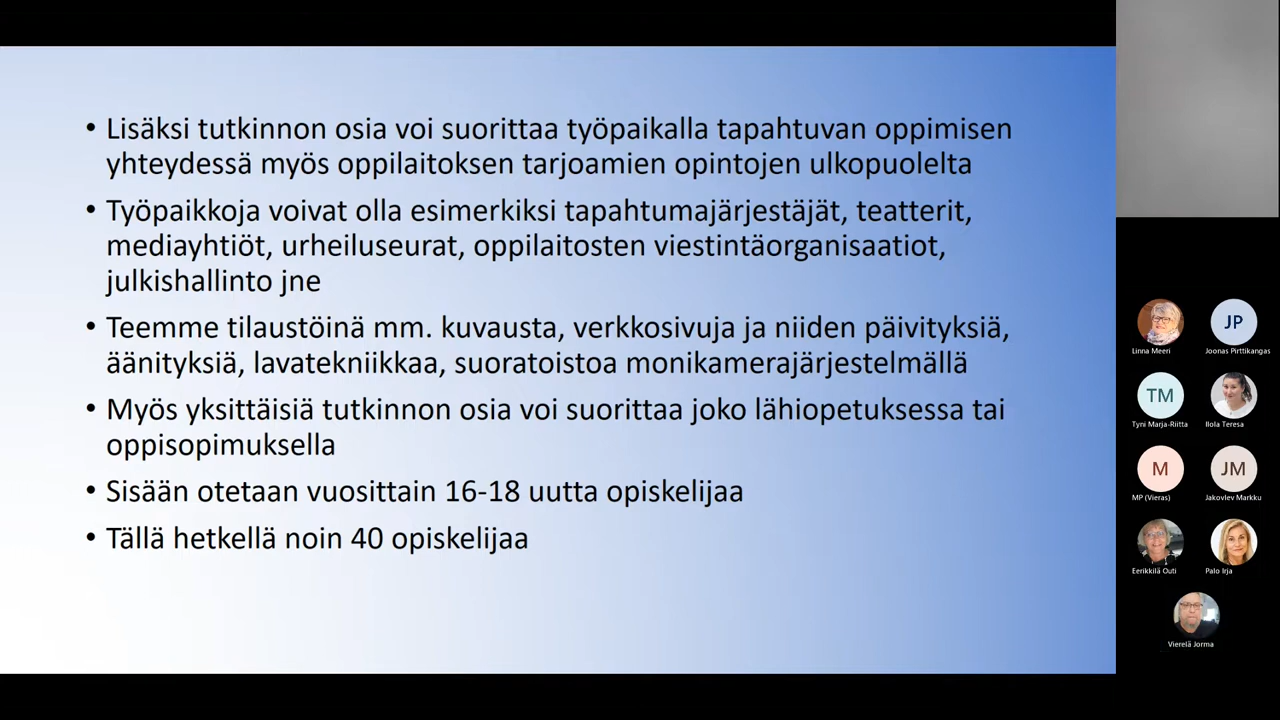 • Lisäksi tutkinnon osia voi suorittaa työpaikalla tapahtuvan oppimisen
yhteydessä myös oppilaitoksen tarjoamien opintojen ulkopuolelta
• Työpaikkoja voivat olla esimerkiksi tapahtumajärjestäjät, teatterit,
mediayhtiöt, urheiluseurat, oppilaitosten viestintäorganisaatiot,
julkishallinto jne
• Teemme tilaustöinä mm. kuvausta, verkkosivuja ja niiden päivityksiä,
äänityksiä, lavatekniikkaa, suoratoistoa monikamerajärjestelmällä
• Myös yksittäisiä tutkinnon osia voi suorittaa joko lähiopetuksessa tai
oppisopimuksella
• Sisään otetaan vuosittain 16-18 uutta opiskelijaa
• Tällä hetkellä noin 40 opiskelijaa
JP
Linna Meeri
Joonas Pirttikangas
TM
Tyni Marja-Riitta
Ilola Teresa
M
JM
MP (Vieras)
Jakovlev Markku
Eerikkilä Outi
Palo Irja
Vierelä Jorma